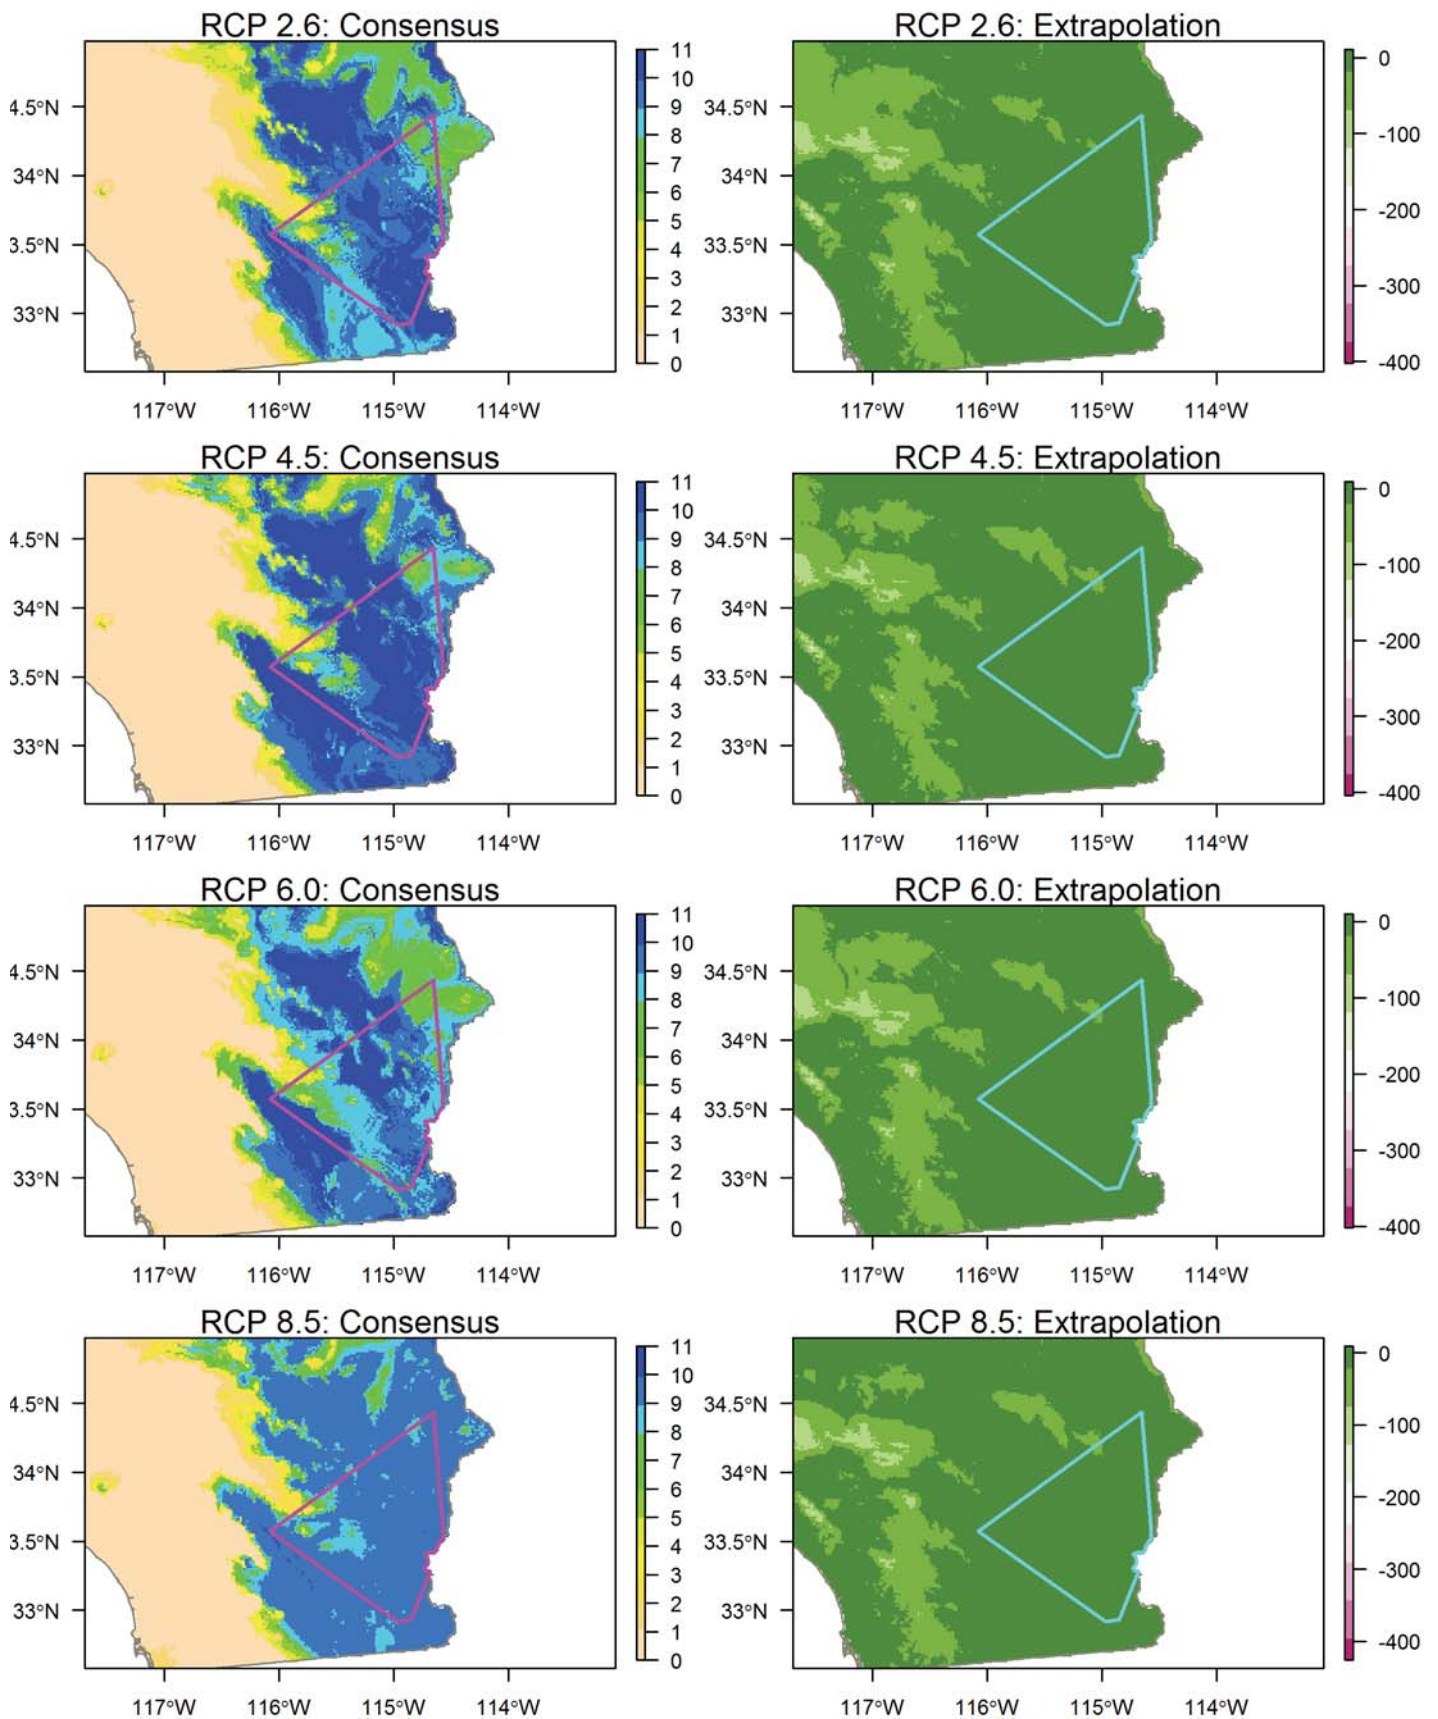 RCP 2.6: Consensus
4.5°N
34°N
3.5°N
33°N
117°W 116°W 115°W 114°W
11
10
9
8
7
6
5
4
3
2
1
0
RCP 2.6: Extrapolation
34.5°N
34°N
33.5°N
33°N
117°W 116°W 115°W 114°W
0
-100
-200
-300
-400
RCP 4.5: Consensus
4.5°N
34°N
3.5°N
33°N
117°W 116°W 115°W 114°W
11
10
9
8
7
6
5
4
3
2
1
0
RCP 4.5: Extrapolation
34.5°N
34°N
33.5°N
33°N
117°W 116°W 115°W 114°W
0
-100
-200
-300
-400
RCP 6.0: Consensus
4.5°N
34°N
3.5°N
33°N
117°W 116°W 115°W 114°W
11
10
9
8
7
6
5
4
3
2
1
0
RCP 6.0: Extrapolation
34.5°N
34°N
33.5°N
33°N
117°W 116°W 115°W 114°W
0
-100
-200
-300
-400
RCP 8.5: Consensus
4.5°N
34°N
3.5°N
33°N
117°W 116°W 115°W 114°W
11
10
9
8
7
6
5
4
3
2
1
0
RCP 8.5: Extrapolation
34.5°N
34°N
33.5°N
33°N
117°W 116°W 115°W 114°W
0
-100
-200
-300
-400